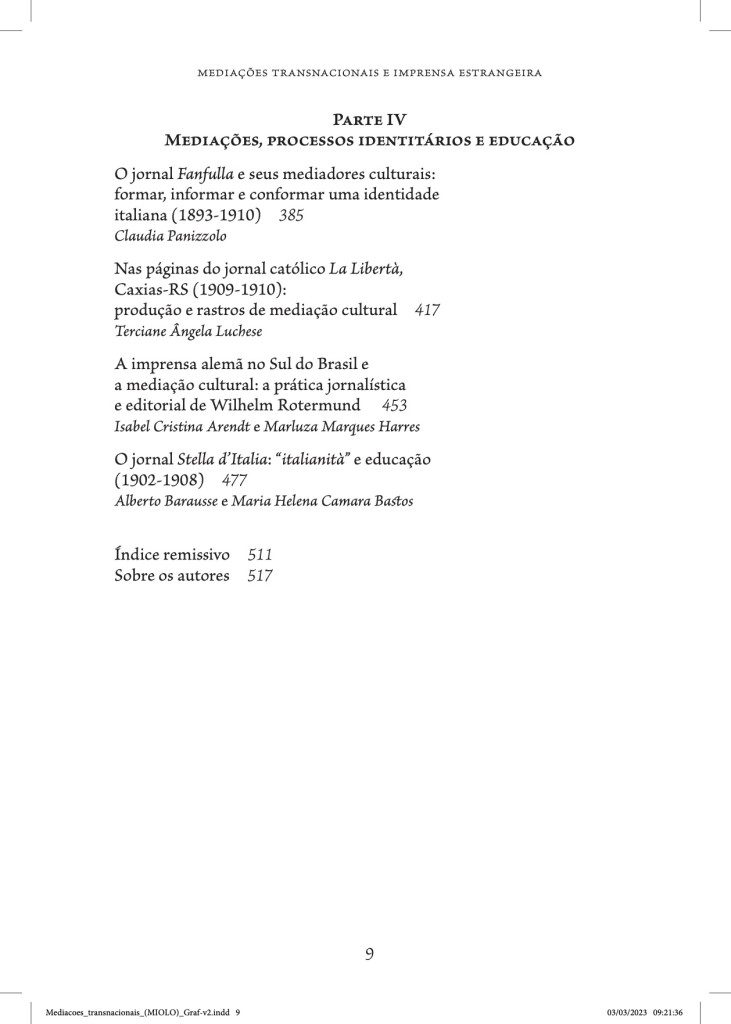 MEDIAÇÕES TRANSNACIONAIS E IMPRENSA ESTRANGEIRA
Parte IV
Mediações, processos identitários e educação
O jornal Fanfulla e seus mediadores culturais:
formar, informar e conformar uma identidade
italiana (1893-1910) 385
Claudia Panizzolo
Nas páginas do jornal católico La Libertà,
Caxias-RS (1909-1910):
produção e rastros de mediação cultural 417
Terciane Ângela Luchese
A imprensa alemã no Sul do Brasil e
a mediação cultural: a prática jornalística
e editorial de Wilhelm Rotermund 453
Isabel Cristina Arendt e Marluza Marques Harres
O jornal Stella d’Italia: “italianità” e educação
(1902-1908) 477
Alberto Barausse e Maria Helena Camara Bastos
Índice remissivo 511
Sobre os autores 517
9
Mediacoes_transnacionais_(MIOLO)_Graf-v2.indd 9
03/03/2023 09:21:36